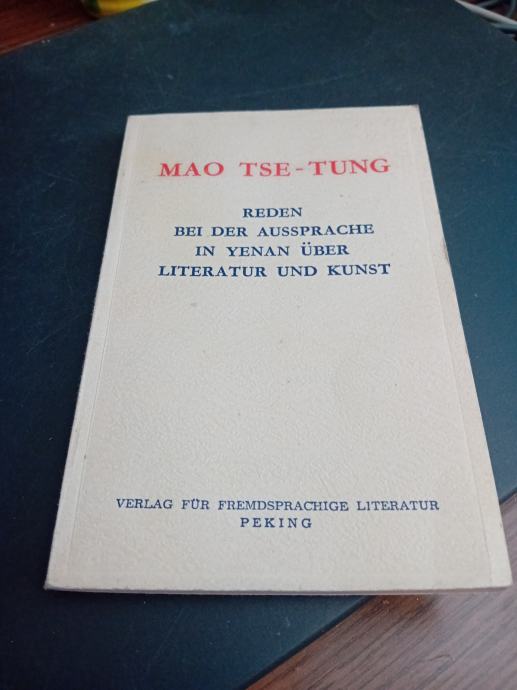 MAO TSE-TUNG
REDEN
BEI DER AUSSPRACHE
IN YENAN ÜBER
LITERATUR UND KUNST
VERLAG FÜR FREMDSPRACHIGE LITERATUR
PEKING